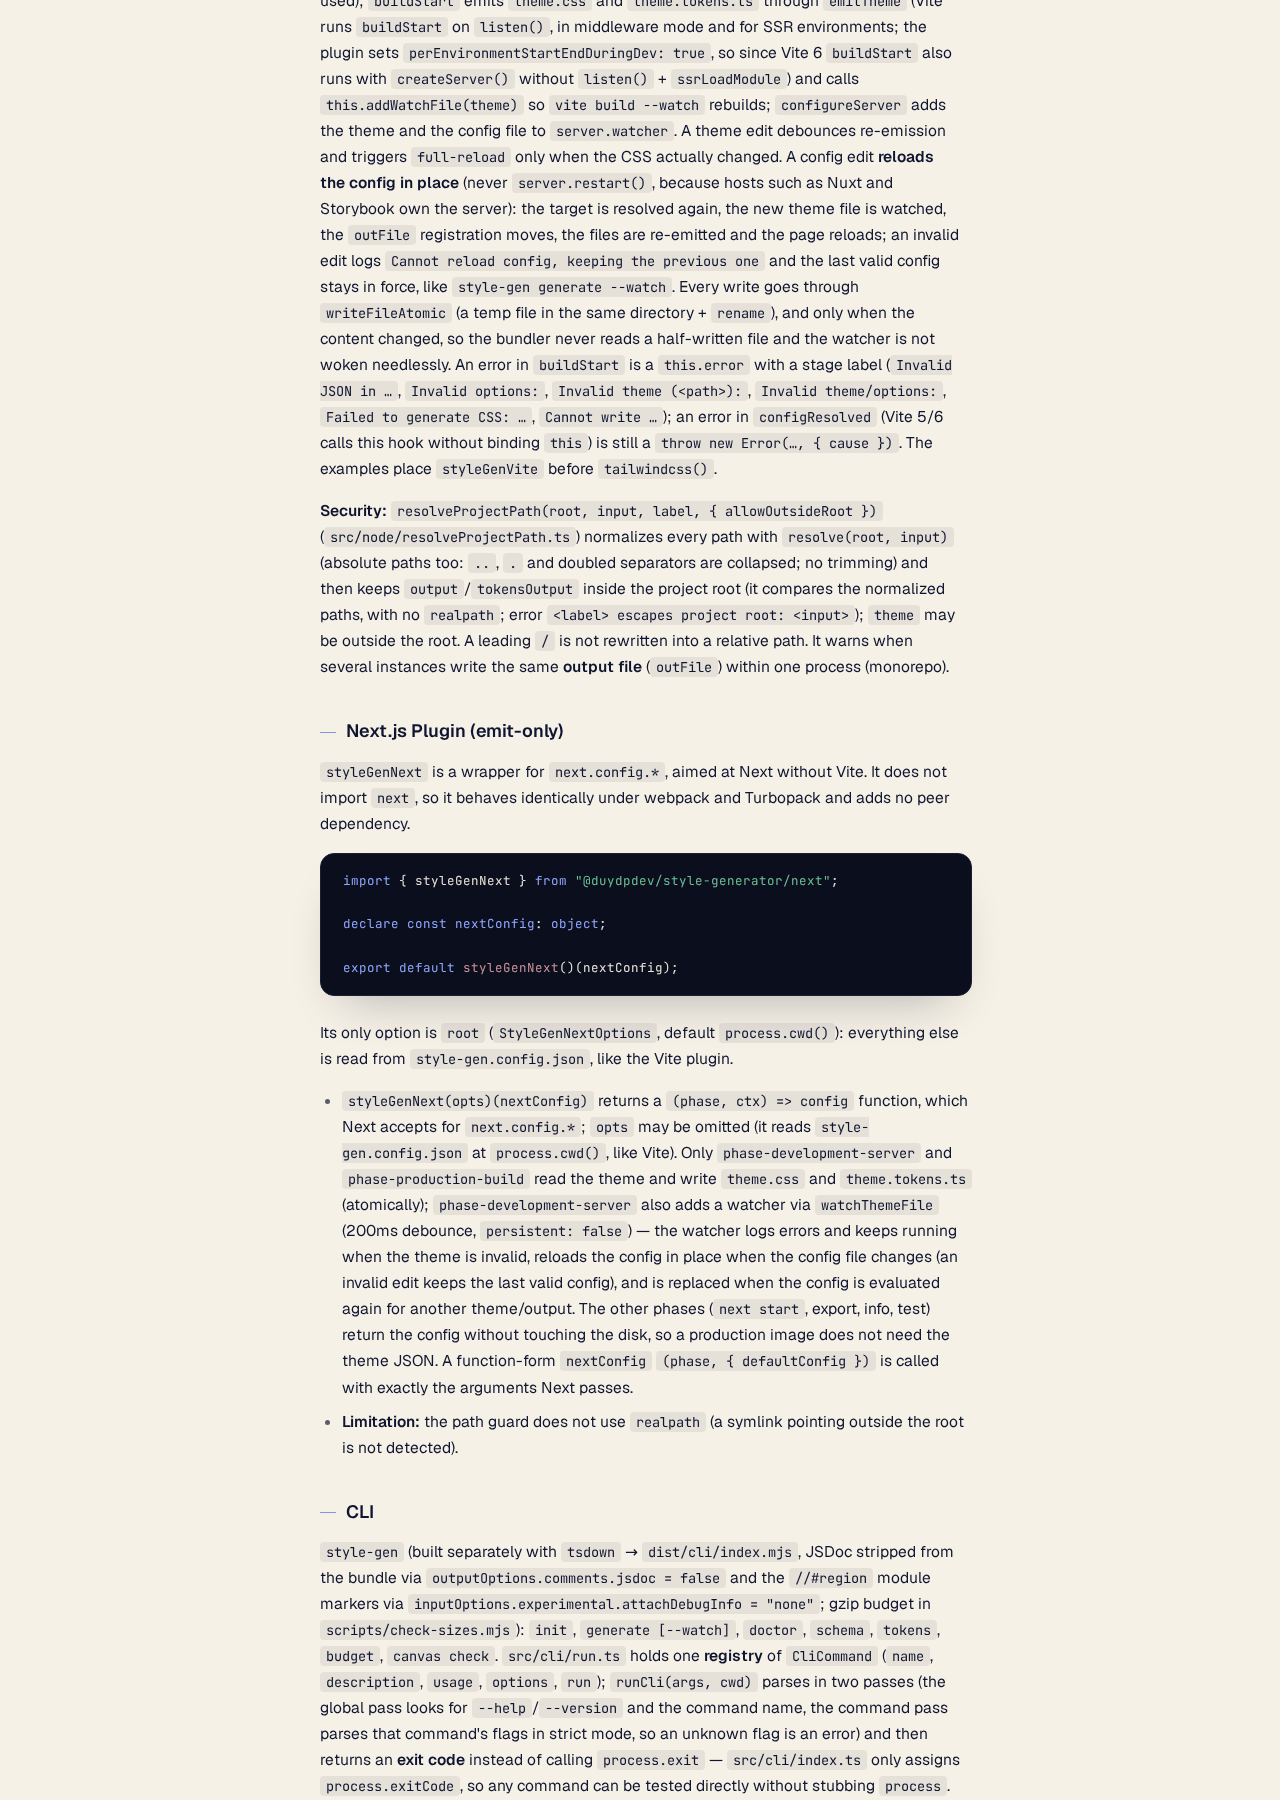 used), buildStart emits theme.css and theme.tokens.ts through emitTheme (Vite
runs buildStart on listen(), in middleware mode and for SSR environments; the
plugin sets perEnvironmentStartEndDuringDev: true, so since Vite 6 buildStart also
runs with createServer() without listen() + ssrLoadModule) and calls
this.addWatchFile(theme) so vite build --watch rebuilds; configureServer adds
the theme and the config file to server.watcher. A theme edit debounces re-emission
and triggers full-reload only when the CSS actually changed. A config edit reloads
the config in place (never server.restart(), because hosts such as Nuxt and
Storybook own the server): the target is resolved again, the new theme file is watched,
the outFile registration moves, the files are re-emitted and the page reloads; an invalid
edit logs Cannot reload config, keeping the previous one and the last valid config
stays in force, like style-gen generate --watch. Every write goes through
writeFileAtomic (a temp file in the same directory + rename), and only when the
content changed, so the bundler never reads a half-written file and the watcher is not
woken needlessly. An error in buildStart is a this.error with a stage label (Invalid
JSON in …, Invalid options:, Invalid theme (<path>):, Invalid theme/options:,
Failed to generate CSS: …, Cannot write …); an error in configResolved (Vite 5/6
calls this hook without binding this) is still a throw new Error(…, { cause }). The
examples place styleGenVite before tailwindcss().
Security: resolveProjectPath(root, input, label, { allowOutsideRoot })
(src/node/resolveProjectPath.ts) normalizes every path with resolve(root, input)
(absolute paths too: .., . and doubled separators are collapsed; no trimming) and
then keeps output/tokensOutput inside the project root (it compares the normalized
paths, with no realpath; error <label> escapes project root: <input>); theme may
be outside the root. A leading / is not rewritten into a relative path. It warns when
several instances write the same output file (outFile) within one process (monorepo).
— Next.js Plugin (emit-only)
styleGenNext is a wrapper for next.config.*, aimed at Next without Vite. It does not
import next, so it behaves identically under webpack and Turbopack and adds no peer
dependency.
import { styleGenNext } from "@duydpdev/style-generator/next";
declare const nextConfig: object;
export default styleGenNext()(nextConfig);
Its only option is root (StyleGenNextOptions, default process.cwd()): everything else
is read from style-gen.config.json, like the Vite plugin.
• styleGenNext(opts)(nextConfig) returns a (phase, ctx) => config function, which
Next accepts for next.config.*; opts may be omitted (it reads style-
gen.config.json at process.cwd(), like Vite). Only phase-development-server and
phase-production-build read the theme and write theme.css and theme.tokens.ts
(atomically); phase-development-server also adds a watcher via watchThemeFile
(200ms debounce, persistent: false) — the watcher logs errors and keeps running
when the theme is invalid, reloads the config in place when the config file changes (an
invalid edit keeps the last valid config), and is replaced when the config is evaluated
again for another theme/output. The other phases (next start, export, info, test)
return the config without touching the disk, so a production image does not need the
theme JSON. A function-form nextConfig (phase, { defaultConfig }) is called
with exactly the arguments Next passes.
• Limitation: the path guard does not use realpath (a symlink pointing outside the root
is not detected).
— CLI
style-gen (built separately with tsdown → dist/cli/index.mjs, JSDoc stripped from
the bundle via outputOptions.comments.jsdoc = false and the //#region module
markers via inputOptions.experimental.attachDebugInfo = "none"; gzip budget in
scripts/check-sizes.mjs): init, generate [--watch], doctor, schema, tokens,
budget, canvas check. src/cli/run.ts holds one registry of CliCommand (name,
description, usage, options, run); runCli(args, cwd) parses in two passes (the
global pass looks for --help/--version and the command name, the command pass
parses that command's flags in strict mode, so an unknown flag is an error) and then
returns an exit code instead of calling process.exit — src/cli/index.ts only assigns
process.exitCode, so any command can be tested directly without stubbing process.